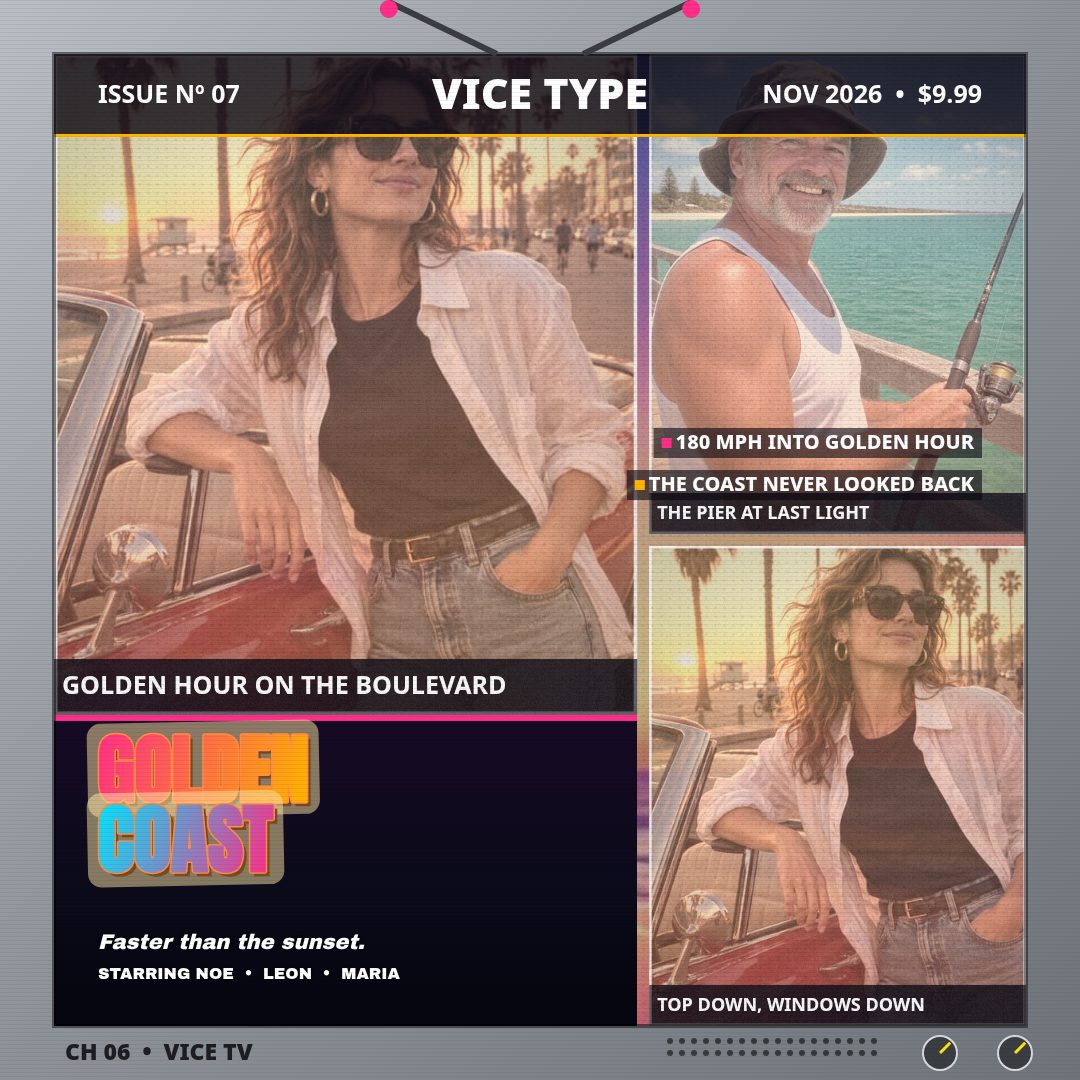 ISSUE Nº 07
VICE TYPE
NOV 2026 • $9.99
180 MPH INTO GOLDEN HOUR
THE COAST NEVER LOOKED BACK
THE PIER AT LAST LIGHT
GOLDEN HOUR ON THE BOULEVARD
GOLDEN
COAST
Faster than the sunset.
STARRING NOE • LEON • MARIA
TOP DOWN, WINDOWS DOWN
CH 06 • VICE TV